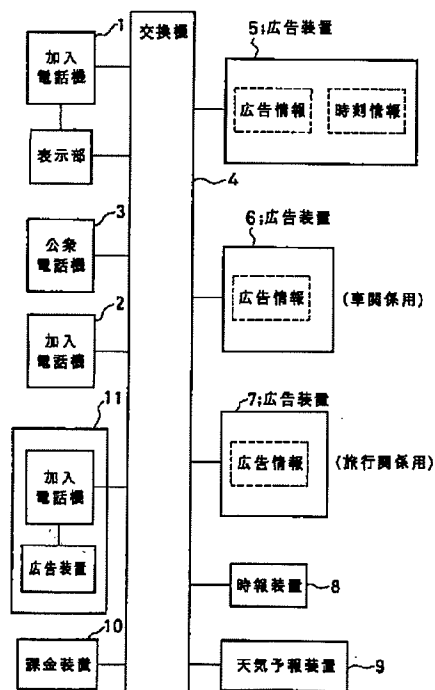 1
加入
電話機
表示部
3
公衆
電話機
2
加入
電話機
11
加入
電話機
広告装置
10
課金装置
交換機
4
5;広告装置
広告情報
時刻情報
6;広告装置
広告情報
(車関係用)
7;広告装置
広告情報
(旅行関係用)
時報装置
8
天気予報装置
9